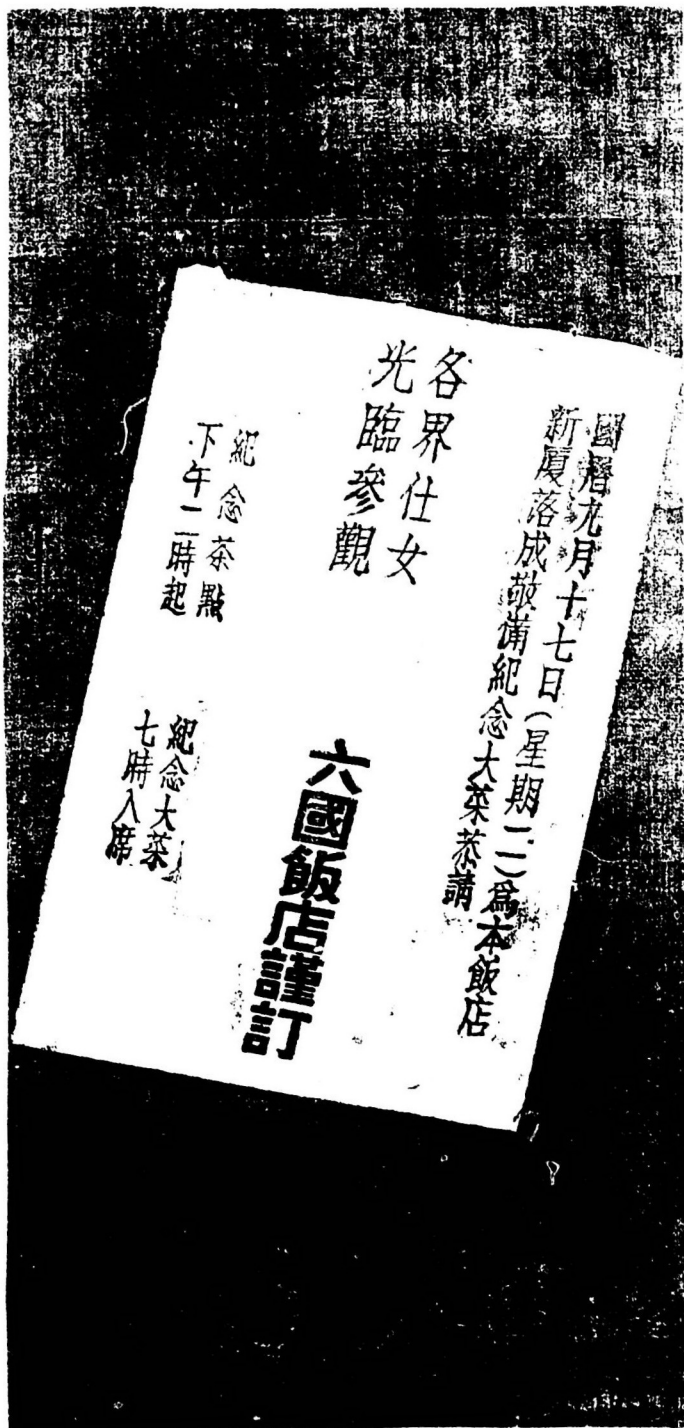 國曆九月十七日(星期二)爲本飯店
新厦落成敬備紀念大菜恭請
各界仕女
光臨參觀
六國飯店謹訂
紀念茶點
下午二時起
紀念大菜
七時入席